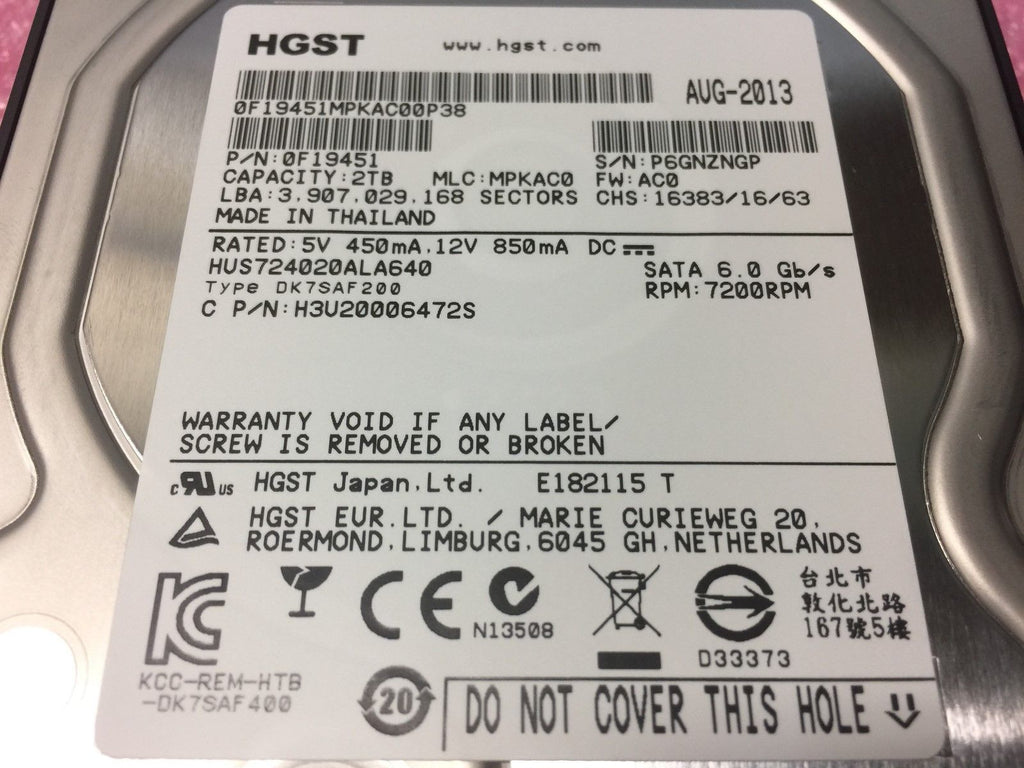 HGST www.hgst.com
AUG-2013
0F19451MPKAC00P38
P/N:0F19451 S/N:P6GNZNGP
CAPACITY:2TB MLC:MPKAC0 FW:AC0
LBA:3,907,029,168 SECTORS CHS:16383/16/63
MADE IN THAILAND
RATED:5V 450mA,12V 850mA DC
HUS724020ALA640 SATA 6.0 Gb/s
Type DK7SAF200 RPM:7200RPM
C P/N:H3U20006472S
WARRANTY VOID IF ANY LABEL/
SCREW IS REMOVED OR BROKEN
c RU US HGST Japan,Ltd. E182115 T
HGST EUR.LTD. / MARIE CURIEWEG 20,
ROERMOND,LIMBURG,6045 GH,NETHERLANDS
KC CE N13508 D33373
台北市
敦化北路
167號5樓
KCC-REM-HTB
-DK7SAF400
20
DO NOT COVER THIS HOLE